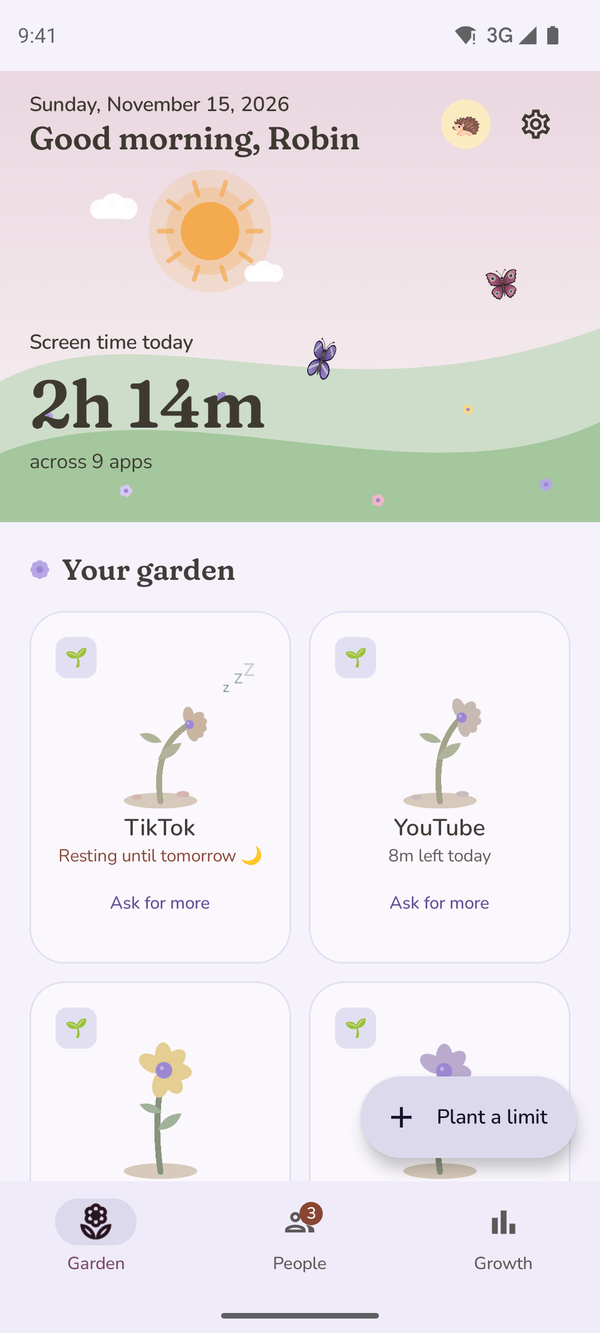 9:41
3G
Sunday, November 15, 2026
Good morning, Robin
Screen time today
2h 14m
across 9 apps
Your garden
z z Z
TikTok
Resting until tomorrow 🌙
Ask for more
YouTube
8m left today
Ask for more
Plant a limit
3
Garden
People
Growth